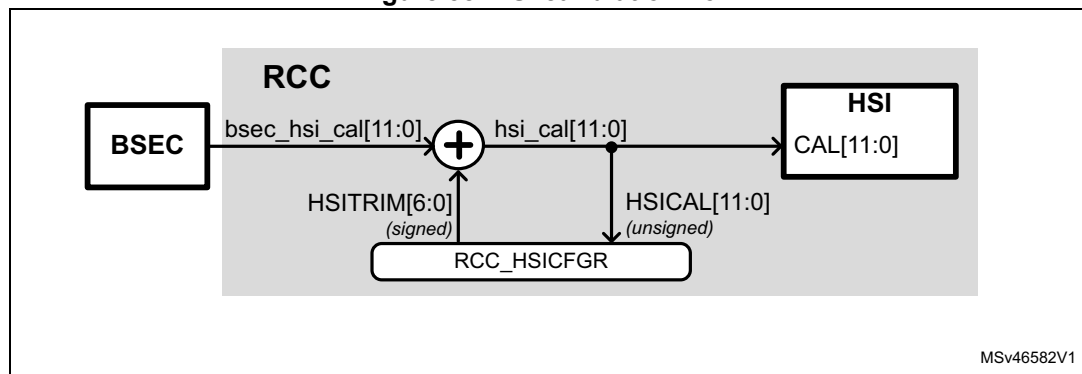 RCC
HSI
BSEC
bsec_hsi_cal[11:0]
hsi_cal[11:0]
CAL[11:0]
HSITRIM[6:0]
(signed)
HSICAL[11:0]
(unsigned)
RCC_HSICFGR
MSv46582V1